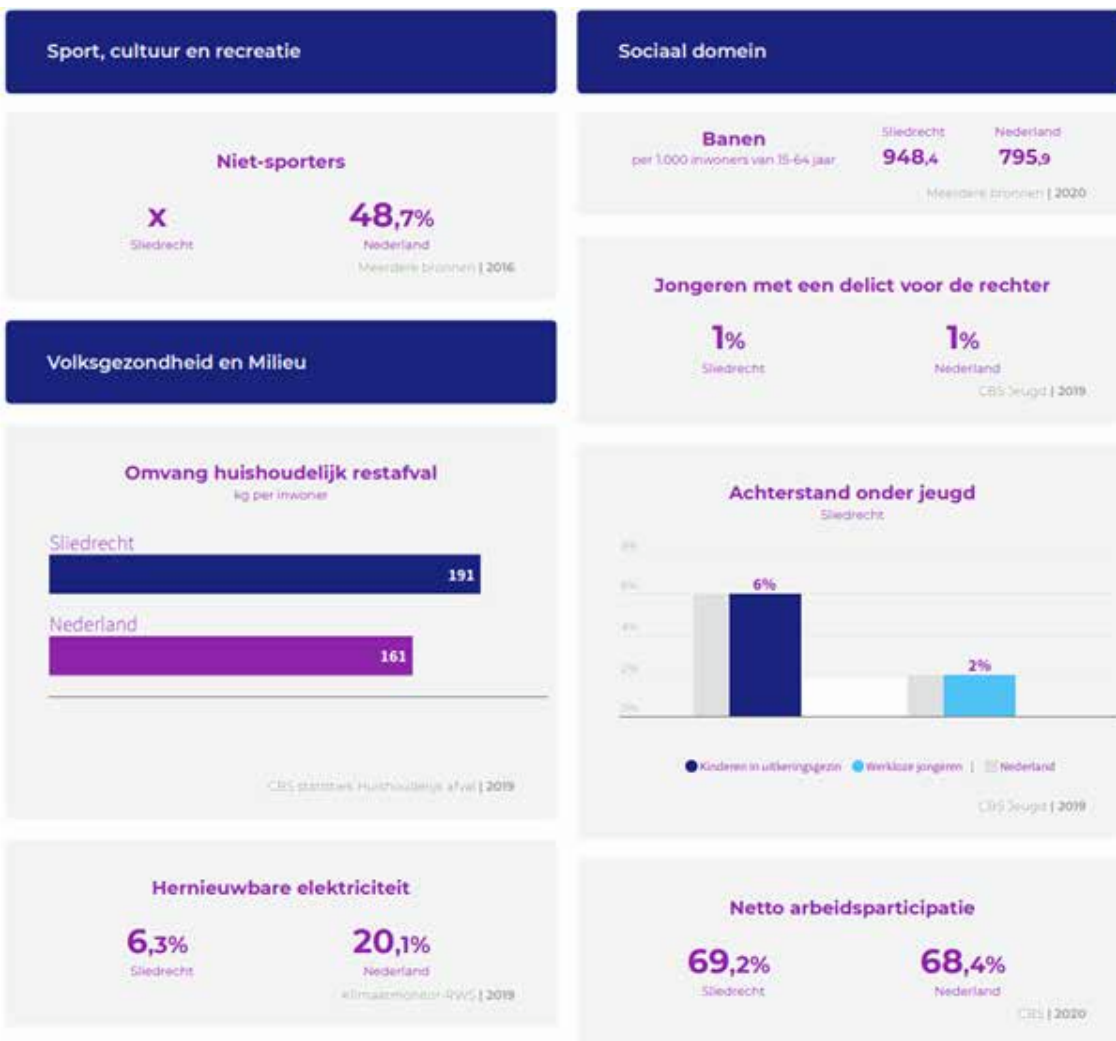 Sport, cultuur en recreatie
Niet-sporters
x
Sliedrecht
48,7%
Nederland
Meerdere bronnen | 2016
Volksgezondheid en Milieu
Omvang huishoudelijk restafval
kg per inwoner
Sliedrecht
191
Nederland
161
CBS statistiek Huishoudelijk afval | 2019
Hernieuwbare elektriciteit
6,3%
Sliedrecht
20,1%
Nederland
Klimaatmonitor-RWS | 2019
Sociaal domein
Banen
per 1.000 inwoners van 15-64 jaar
Sliedrecht
948,4
Nederland
795,9
Meerdere bronnen | 2020
Jongeren met een delict voor de rechter
1%
Sliedrecht
1%
Nederland
CBS Jeugd | 2019
Achterstand onder jeugd
Sliedrecht
8%
6%
4%
2%
0%
6%
2%
Kinderen in uitkeringsgezin Werkloze jongeren | Nederland
CBS Jeugd | 2019
Netto arbeidsparticipatie
69,2%
Sliedrecht
68,4%
Nederland
CBS | 2020